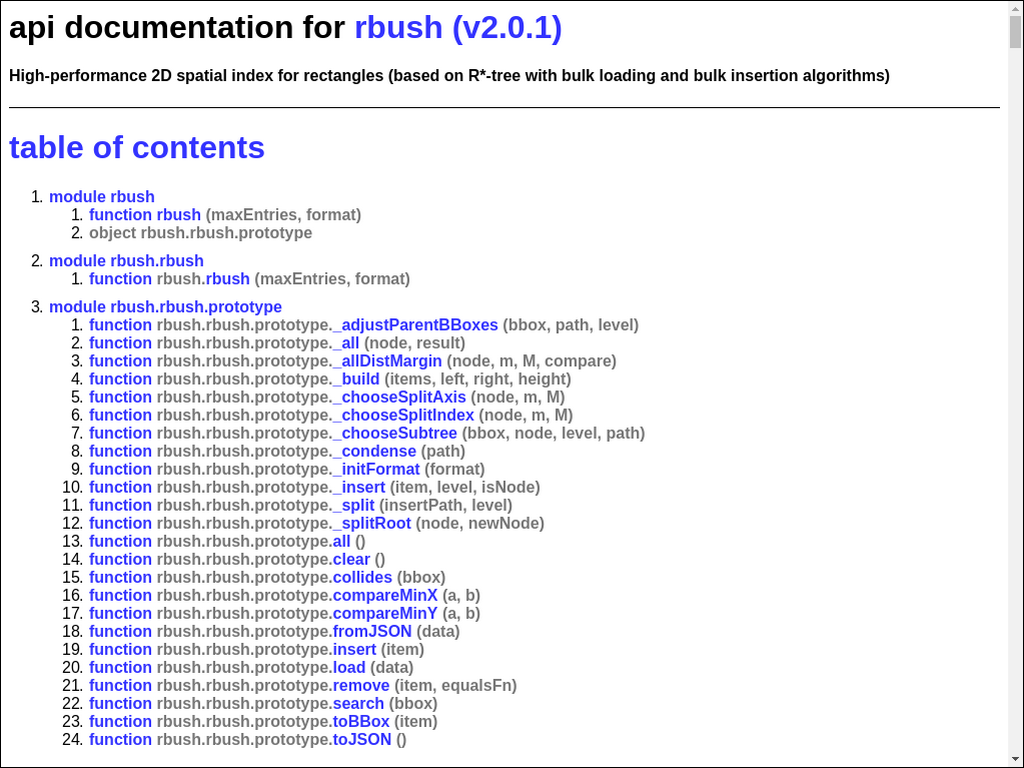 api documentation for rbush (v2.0.1)
High-performance 2D spatial index for rectangles (based on R*-tree with bulk loading and bulk insertion algorithms)
table of contents
1. module rbush
1. function rbush (maxEntries, format)
2. object rbush.rbush.prototype
2. module rbush.rbush
1. function rbush.rbush (maxEntries, format)
3. module rbush.rbush.prototype
1. function rbush.rbush.prototype._adjustParentBBoxes (bbox, path, level)
2. function rbush.rbush.prototype._all (node, result)
3. function rbush.rbush.prototype._allDistMargin (node, m, M, compare)
4. function rbush.rbush.prototype._build (items, left, right, height)
5. function rbush.rbush.prototype._chooseSplitAxis (node, m, M)
6. function rbush.rbush.prototype._chooseSplitIndex (node, m, M)
7. function rbush.rbush.prototype._chooseSubtree (bbox, node, level, path)
8. function rbush.rbush.prototype._condense (path)
9. function rbush.rbush.prototype._initFormat (format)
10. function rbush.rbush.prototype._insert (item, level, isNode)
11. function rbush.rbush.prototype._split (insertPath, level)
12. function rbush.rbush.prototype._splitRoot (node, newNode)
13. function rbush.rbush.prototype.all ()
14. function rbush.rbush.prototype.clear ()
15. function rbush.rbush.prototype.collides (bbox)
16. function rbush.rbush.prototype.compareMinX (a, b)
17. function rbush.rbush.prototype.compareMinY (a, b)
18. function rbush.rbush.prototype.fromJSON (data)
19. function rbush.rbush.prototype.insert (item)
20. function rbush.rbush.prototype.load (data)
21. function rbush.rbush.prototype.remove (item, equalsFn)
22. function rbush.rbush.prototype.search (bbox)
23. function rbush.rbush.prototype.toBBox (item)
24. function rbush.rbush.prototype.toJSON ()